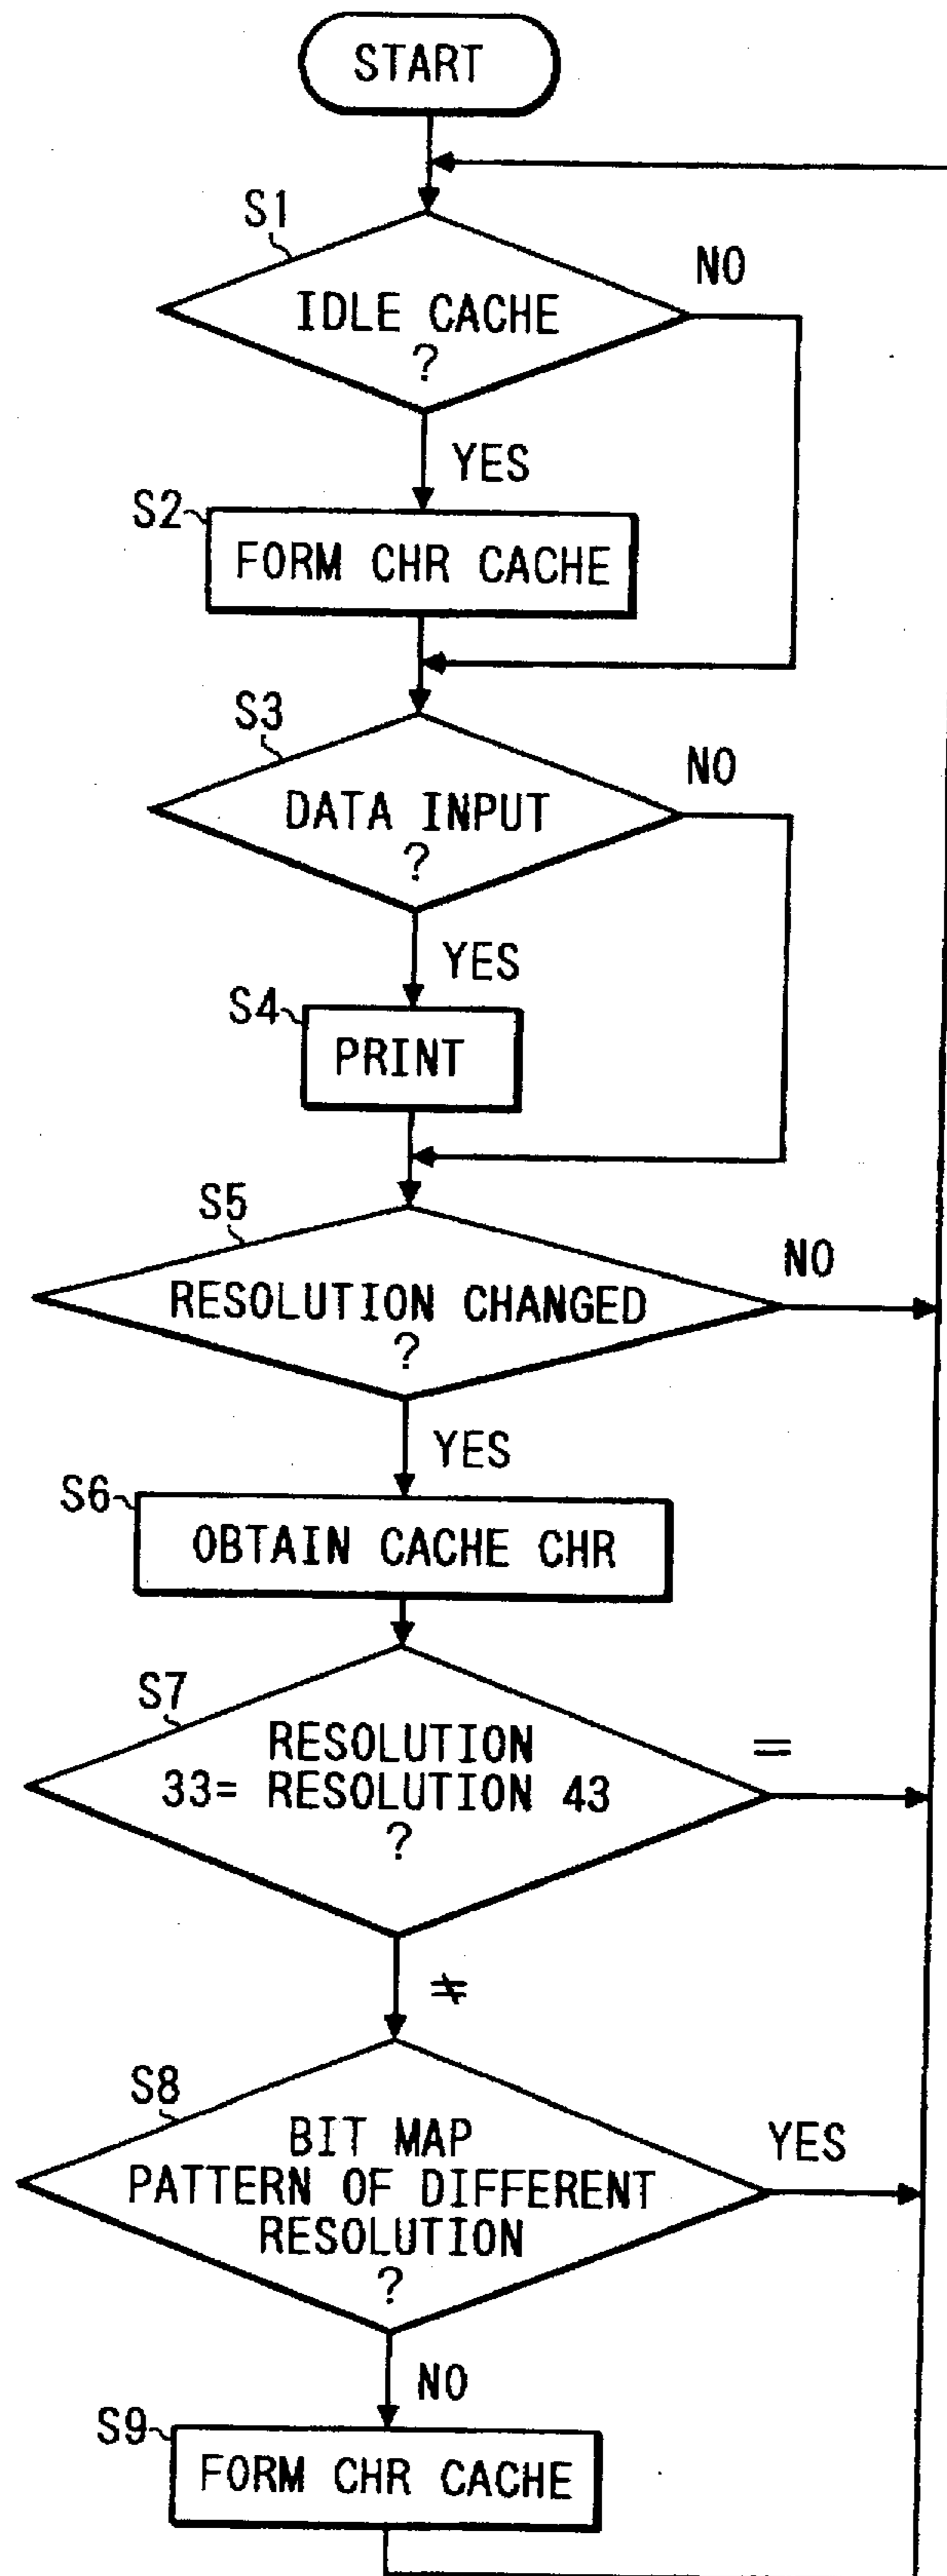 START
S1
NO
IDLE CACHE
?
YES
S2
FORM CHR CACHE
S3
NO
DATA INPUT
?
YES
S4
PRINT
S5
NO
RESOLUTION CHANGED
?
YES
S6
OBTAIN CACHE CHR
S7
RESOLUTION
=
33= RESOLUTION 43
?
≠
S8
BIT MAP
YES
PATTERN OF DIFFERENT
RESOLUTION
?
NO
S9
FORM CHR CACHE